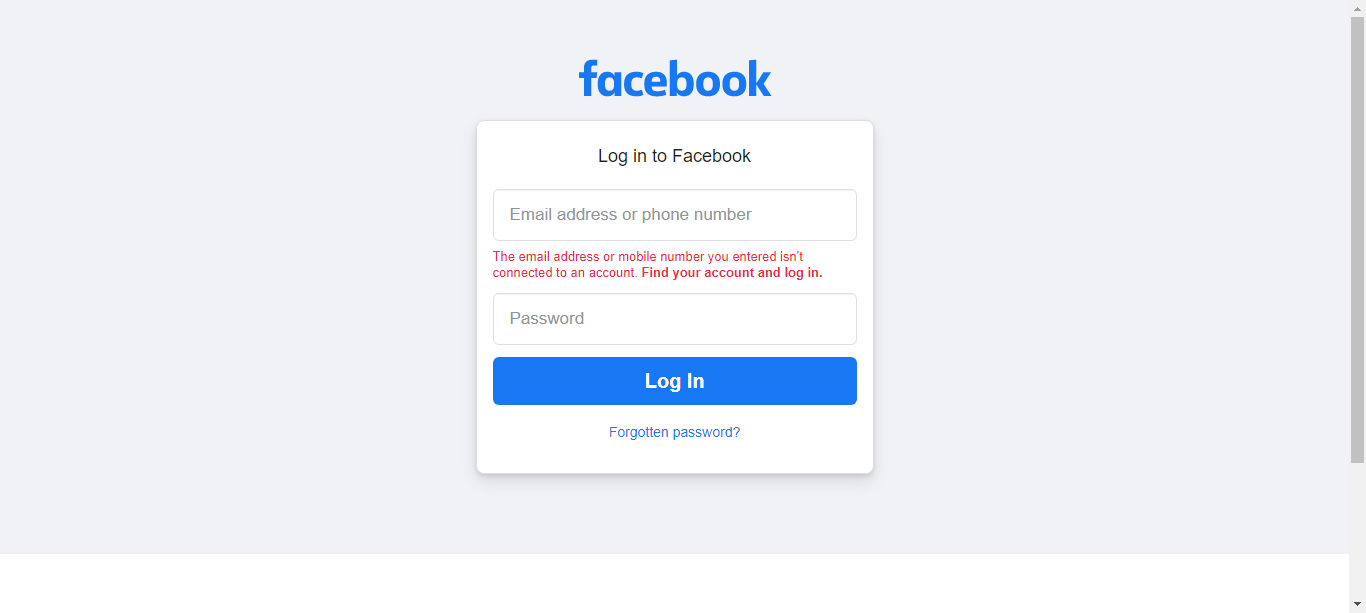 facebook
Log in to Facebook
Email address or phone number
The email address or mobile number you entered isn't
connected to an account. Find your account and log in.
Password
Log In
Forgotten password?